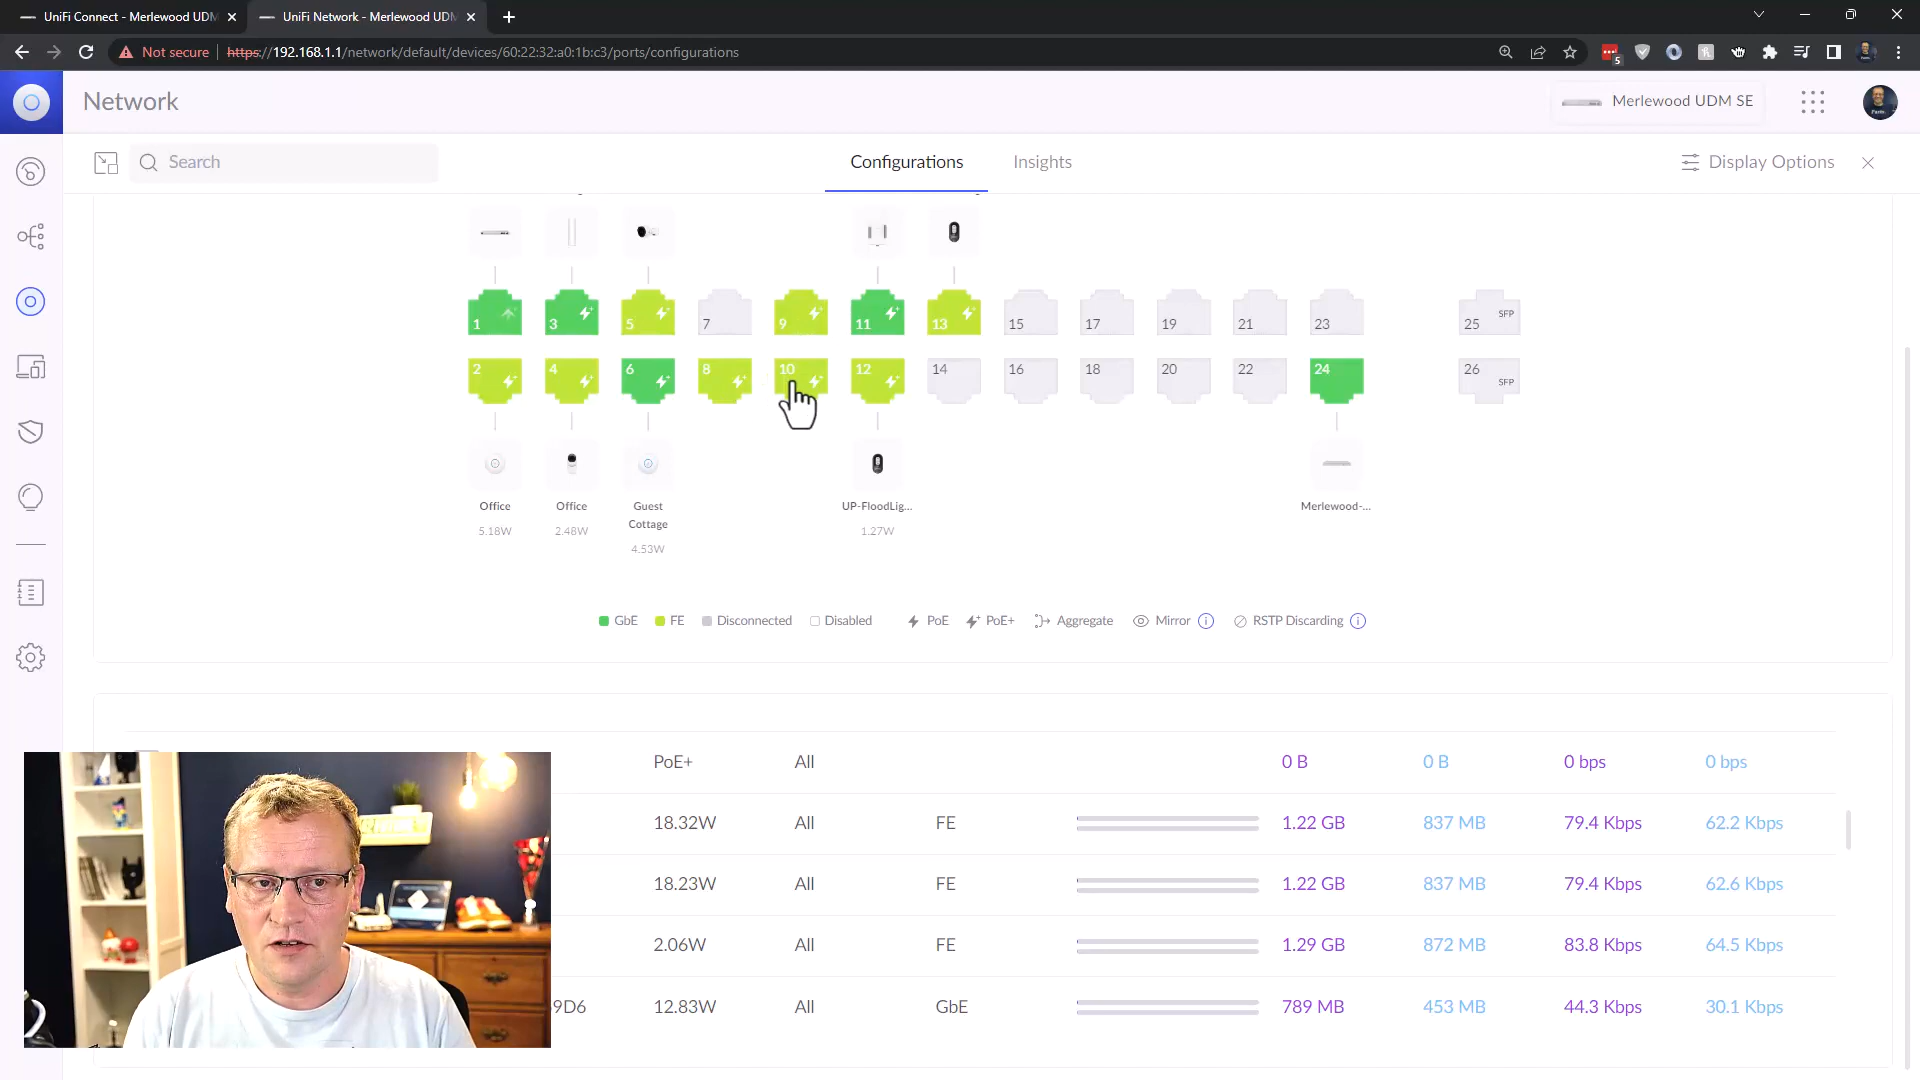 UniFi Connect - Merlewood UDM
UniFi Network - Merlewood UDM
Not secure https://192.168.1.1/network/default/devices/60:22:32:a0:1b:c3/ports/configurations
5
Network
Merlewood UDM SE
Search
Configurations
Insights
Display Options
1 3 5 7 9 11 13 15 17 19 21 23 25 SFP
2 4 6 8 10 12 14 16 18 20 22 24 26 SFP
Office
5.18W
Office
2.48W
Guest
Cottage
4.53W
UP-FloodLig...
1.27W
Merlewood-...
GbE FE Disconnected Disabled PoE PoE+ Aggregate Mirror RSTP Discarding
PoE+ All 0 B 0 B 0 bps 0 bps
18.32W All FE 1.22 GB 837 MB 79.4 Kbps 62.2 Kbps
18.23W All FE 1.22 GB 837 MB 79.4 Kbps 62.6 Kbps
2.06W All FE 1.29 GB 872 MB 83.8 Kbps 64.5 Kbps
9D6 12.83W All GbE 789 MB 453 MB 44.3 Kbps 30.1 Kbps